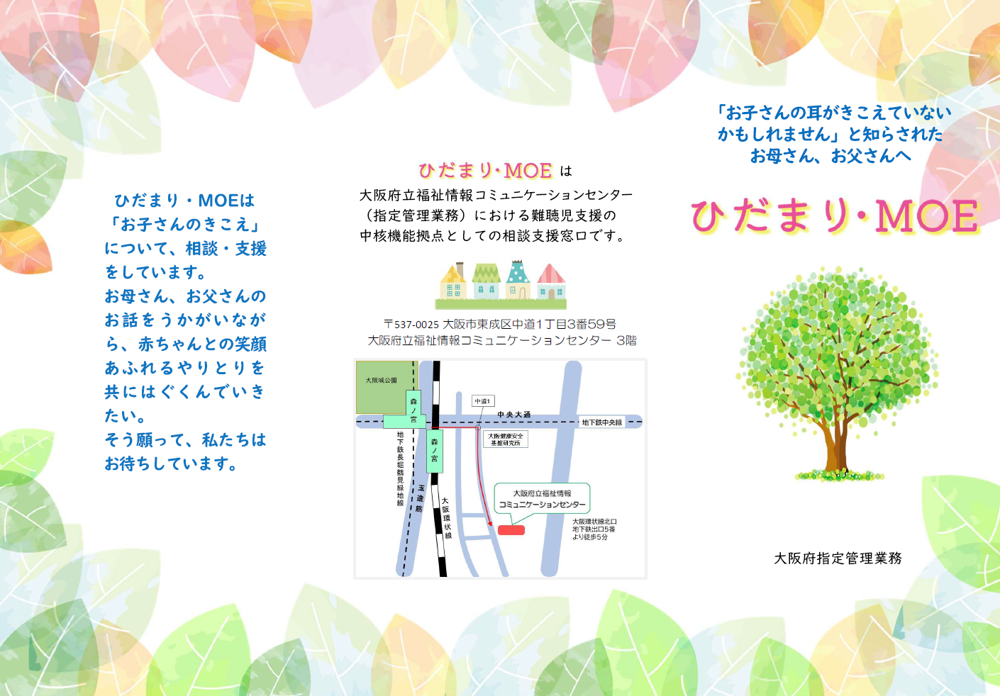 ひだまり・MOEは
「お子さんのきこえ」
について、相談・支援
をしています。
お母さん、お父さんの
お話をうかがいなが
ら、赤ちゃんとの笑顔
あふれるやりとりを
共にはぐくんでいき
たい。
そう願って、私たちは
お待ちしています。
ひだまり・MOE は
大阪府立福祉情報コミュニケーションセンター
（指定管理業務）における難聴児支援の
中核機能拠点としての相談支援窓口です。
〒537-0025 大阪市東成区中道1丁目3番59号
大阪府立福祉情報コミュニケーションセンター 3階
大阪城公園
森ノ宮
中道1
中央大通
地下鉄中央線
大阪健康安全
基盤研究所
森ノ宮
地下鉄長堀鶴見緑地線
玉造筋
大阪環状線
大阪府立福祉情報
コミュニケーションセンター
大阪環状線北口
地下鉄出口5番
より徒歩5分
「お子さんの耳がきこえていない
かもしれません」と知らされた
お母さん、お父さんへ
ひだまり・MOE
大阪府指定管理業務